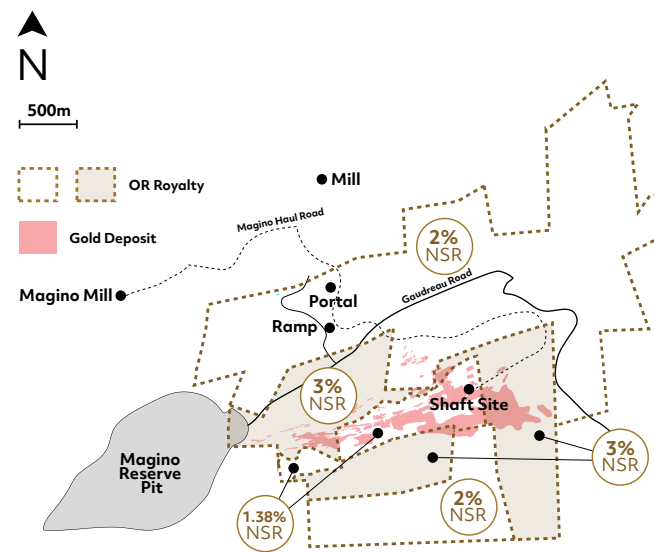 N
500m
OR Royalty
Gold Deposit
Mill
Magino Haul Road
2%
NSR
Magino Mill
Portal
Gaudreau Road
Ramp
3%
NSR
Shaft Site
Magino
Reserve
Pit
3%
NSR
1.38%
NSR
2%
NSR